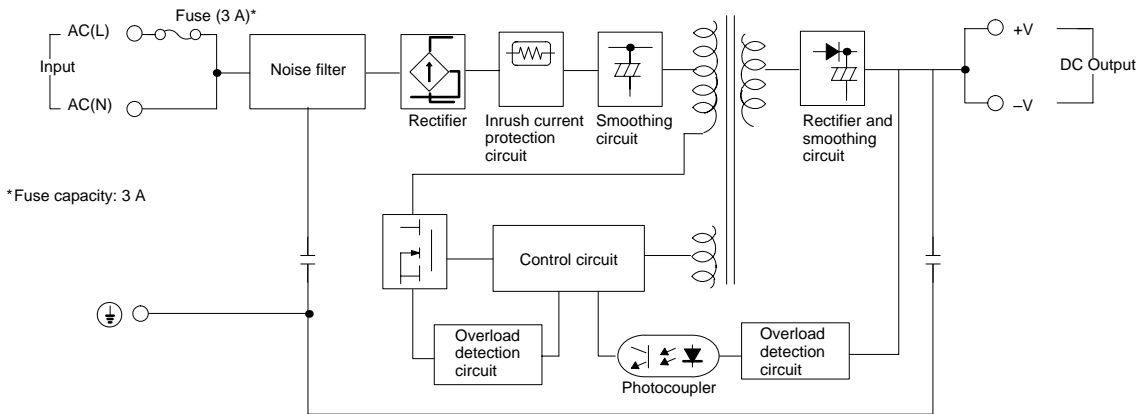 Fuse (3 A)*
AC(L)
Input
AC(N)
Noise filter
Rectifier
Inrush current
protection
circuit
Smoothing
circuit
Rectifier and
smoothing
circuit
+V
DC Output
–V
*Fuse capacity: 3 A
Control circuit
Overload
detection
circuit
Photocoupler
Overload
detection
circuit